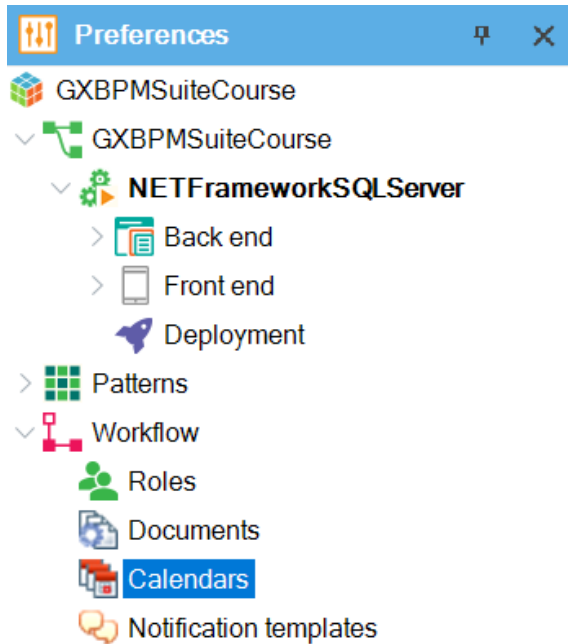 Preferences
GXBPMSuiteCourse
GXBPMSuiteCourse
NETFrameworkSQLServer
Back end
Front end
Deployment
Patterns
Workflow
Roles
Documents
Calendars
Notification templates